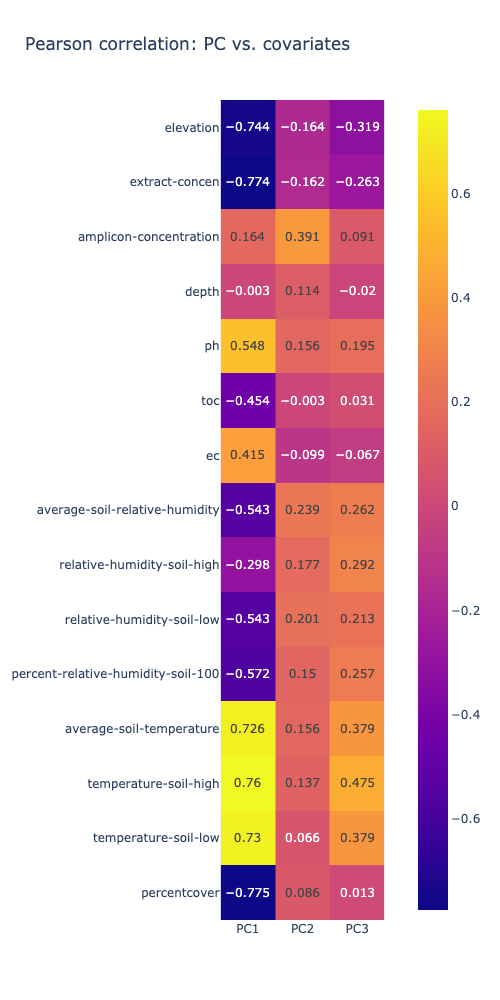 Pearson correlation: PC vs. covariates
elevation −0.744 −0.164 −0.319
extract-concen −0.774 −0.162 −0.263
0.6
amplicon-concentration 0.164 0.391 0.091
depth −0.003 0.114 −0.02
0.4
ph 0.548 0.156 0.195
toc −0.454 −0.003 0.031
0.2
ec 0.415 −0.099 −0.067
average-soil-relative-humidity −0.543 0.239 0.262
0
relative-humidity-soil-high −0.298 0.177 0.292
−0.2
relative-humidity-soil-low −0.543 0.201 0.213
percent-relative-humidity-soil-100 −0.572 0.15 0.257
−0.4
average-soil-temperature 0.726 0.156 0.379
temperature-soil-high 0.76 0.137 0.475
−0.6
temperature-soil-low 0.73 0.066 0.379
percentcover −0.775 0.086 0.013
PC1 PC2 PC3